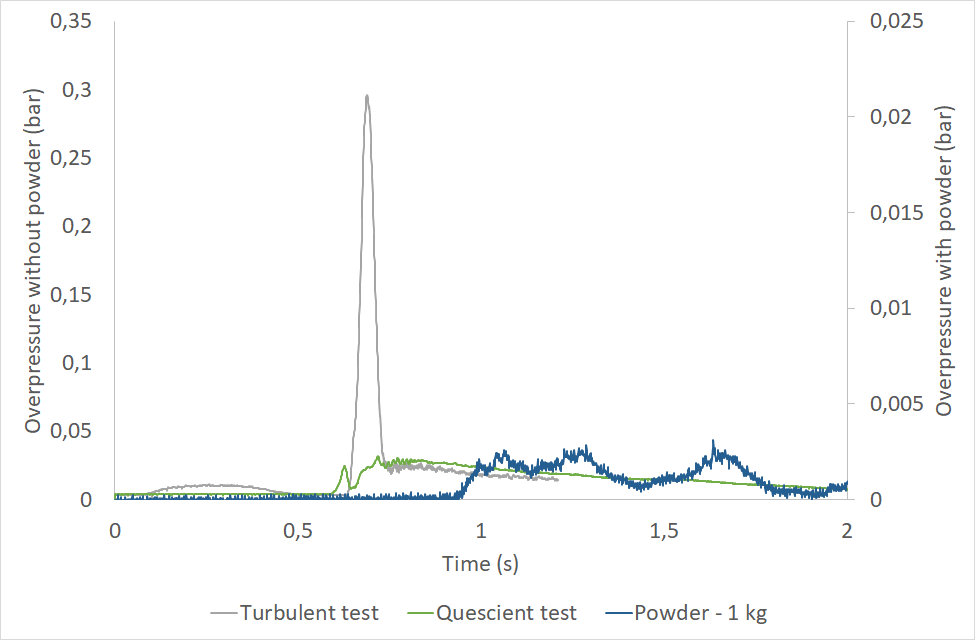 0,35
0,3
0,25
0,2
0,15
0,1
0,05
0
Overpressure without powder (bar)
0,025
0,02
0,015
0,01
0,005
0
Overpressure with powder (bar)
0 0,5 1 1,5 2
Time (s)
Turbulent test Quescient test Powder - 1 kg